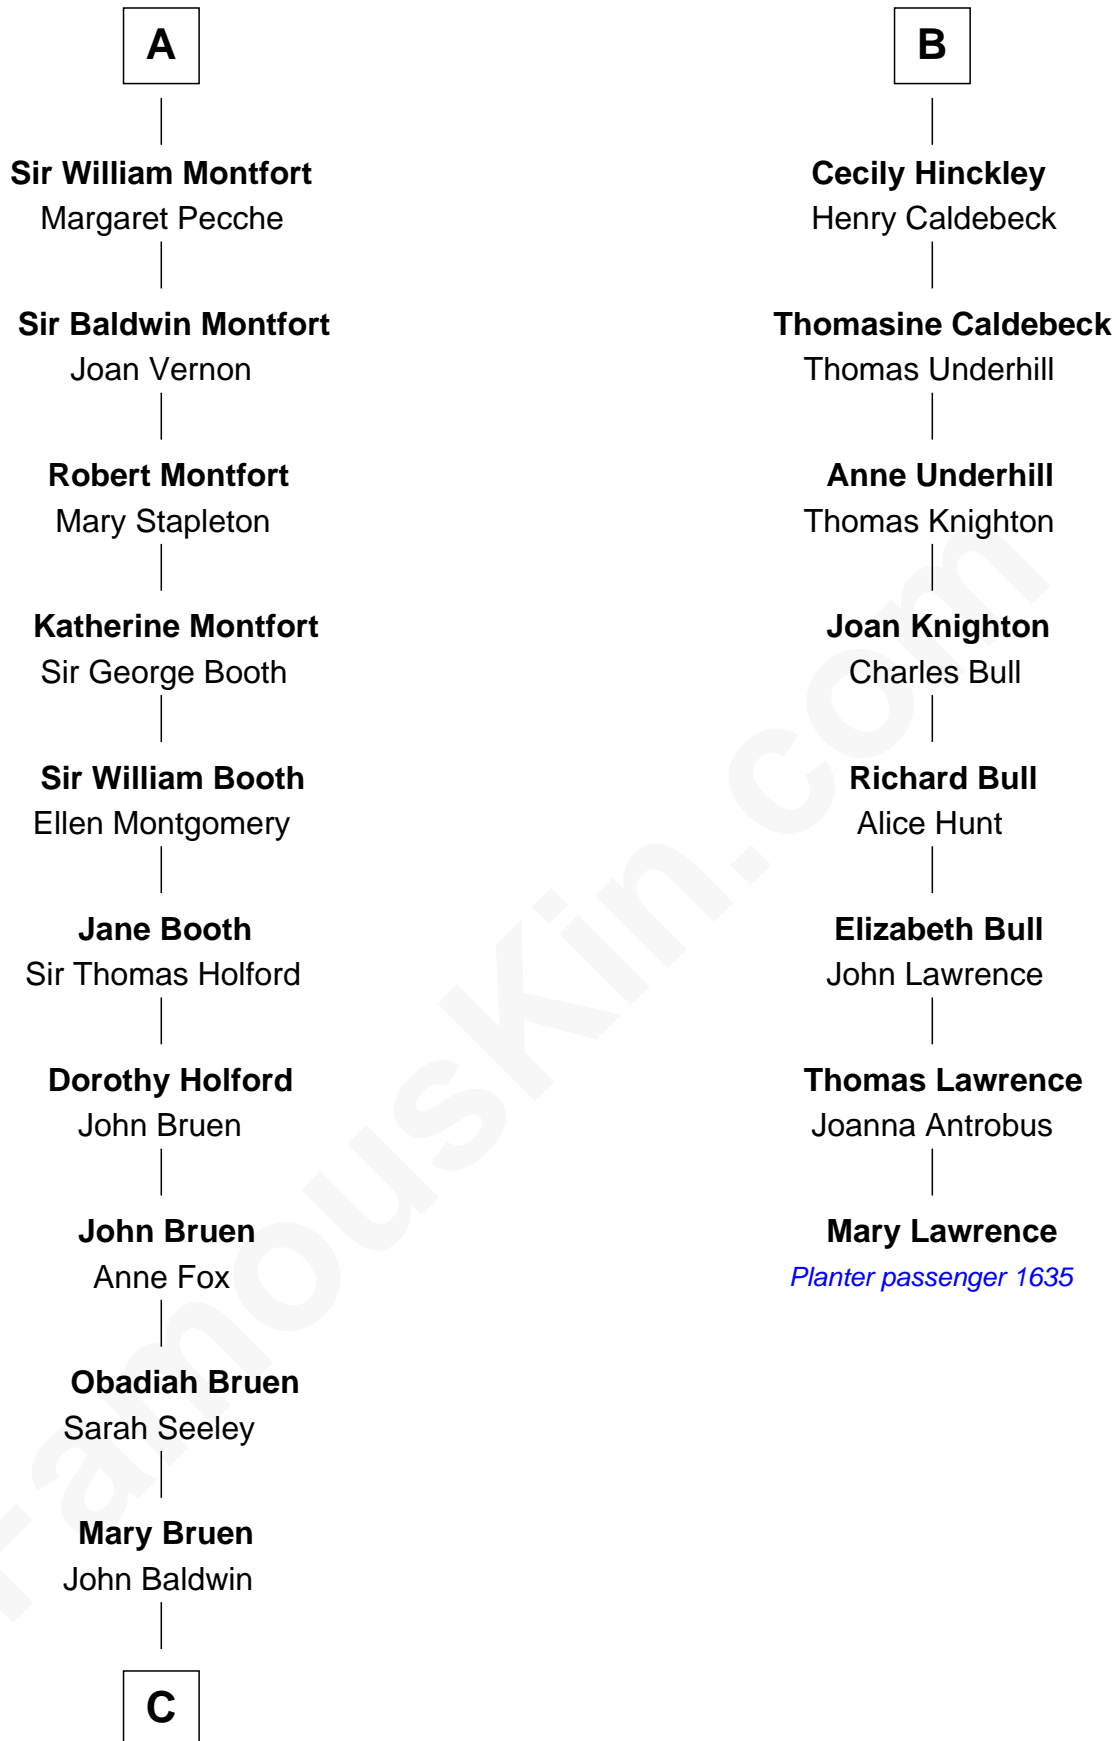 A
Sir William Montfort
Margaret Pecche
Sir Baldwin Montfort
Joan Vernon
Robert Montfort
Mary Stapleton
Katherine Montfort
Sir George Booth
Sir William Booth
Ellen Montgomery
Jane Booth
Sir Thomas Holford
Dorothy Holford
John Bruen
John Bruen
Anne Fox
Obadiah Bruen
Sarah Seeley
Mary Bruen
John Baldwin
C
B
Cecily Hinckley
Henry Caldebeck
Thomasine Caldebeck
Thomas Underhill
Anne Underhill
Thomas Knighton
Joan Knighton
Charles Bull
Richard Bull
Alice Hunt
Elizabeth Bull
John Lawrence
Thomas Lawrence
Joanna Antrobus
Mary Lawrence
Planter passenger 1635
FamousKin.com